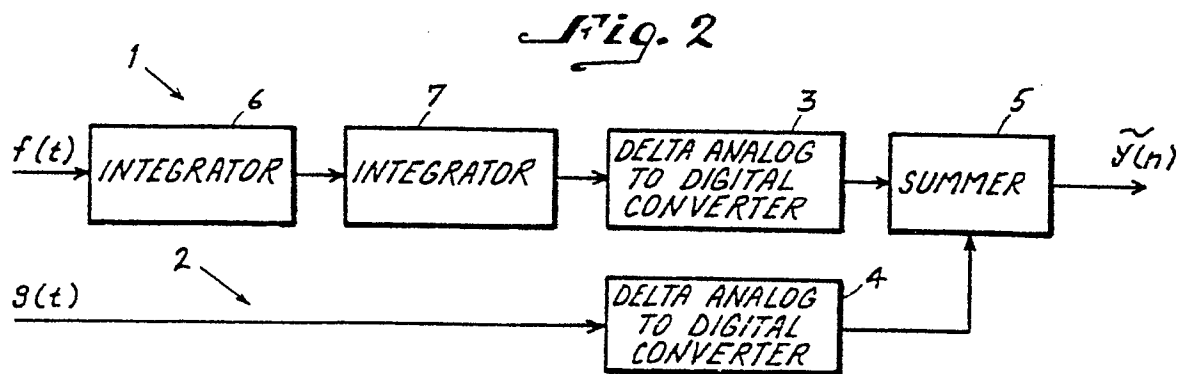 Fig. 2
1
6
7
3
5
f(t)
INTEGRATOR
INTEGRATOR
DELTA ANALOG
TO DIGITAL
CONVERTER
SUMMER
ỹ(n)
2
g(t)
4
DELTA ANALOG
TO DIGITAL
CONVERTER